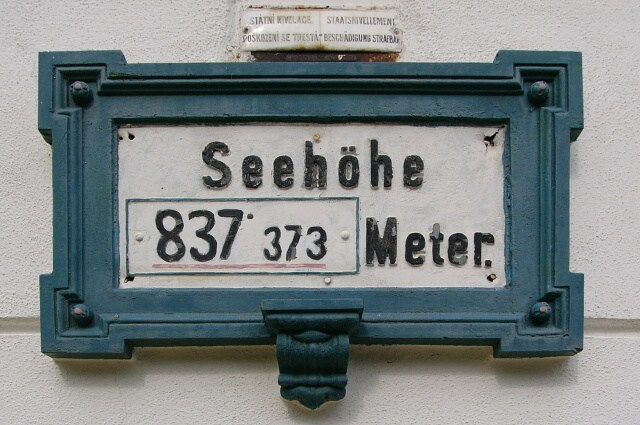 STÁTNÍ NIVELACE. STAATSNIVELLEMENT
POŠKOZENÍ SE TRESTÁ. BESCHÄDIGUNG STRAFBAR
Seehöhe
837· 373 Meter.